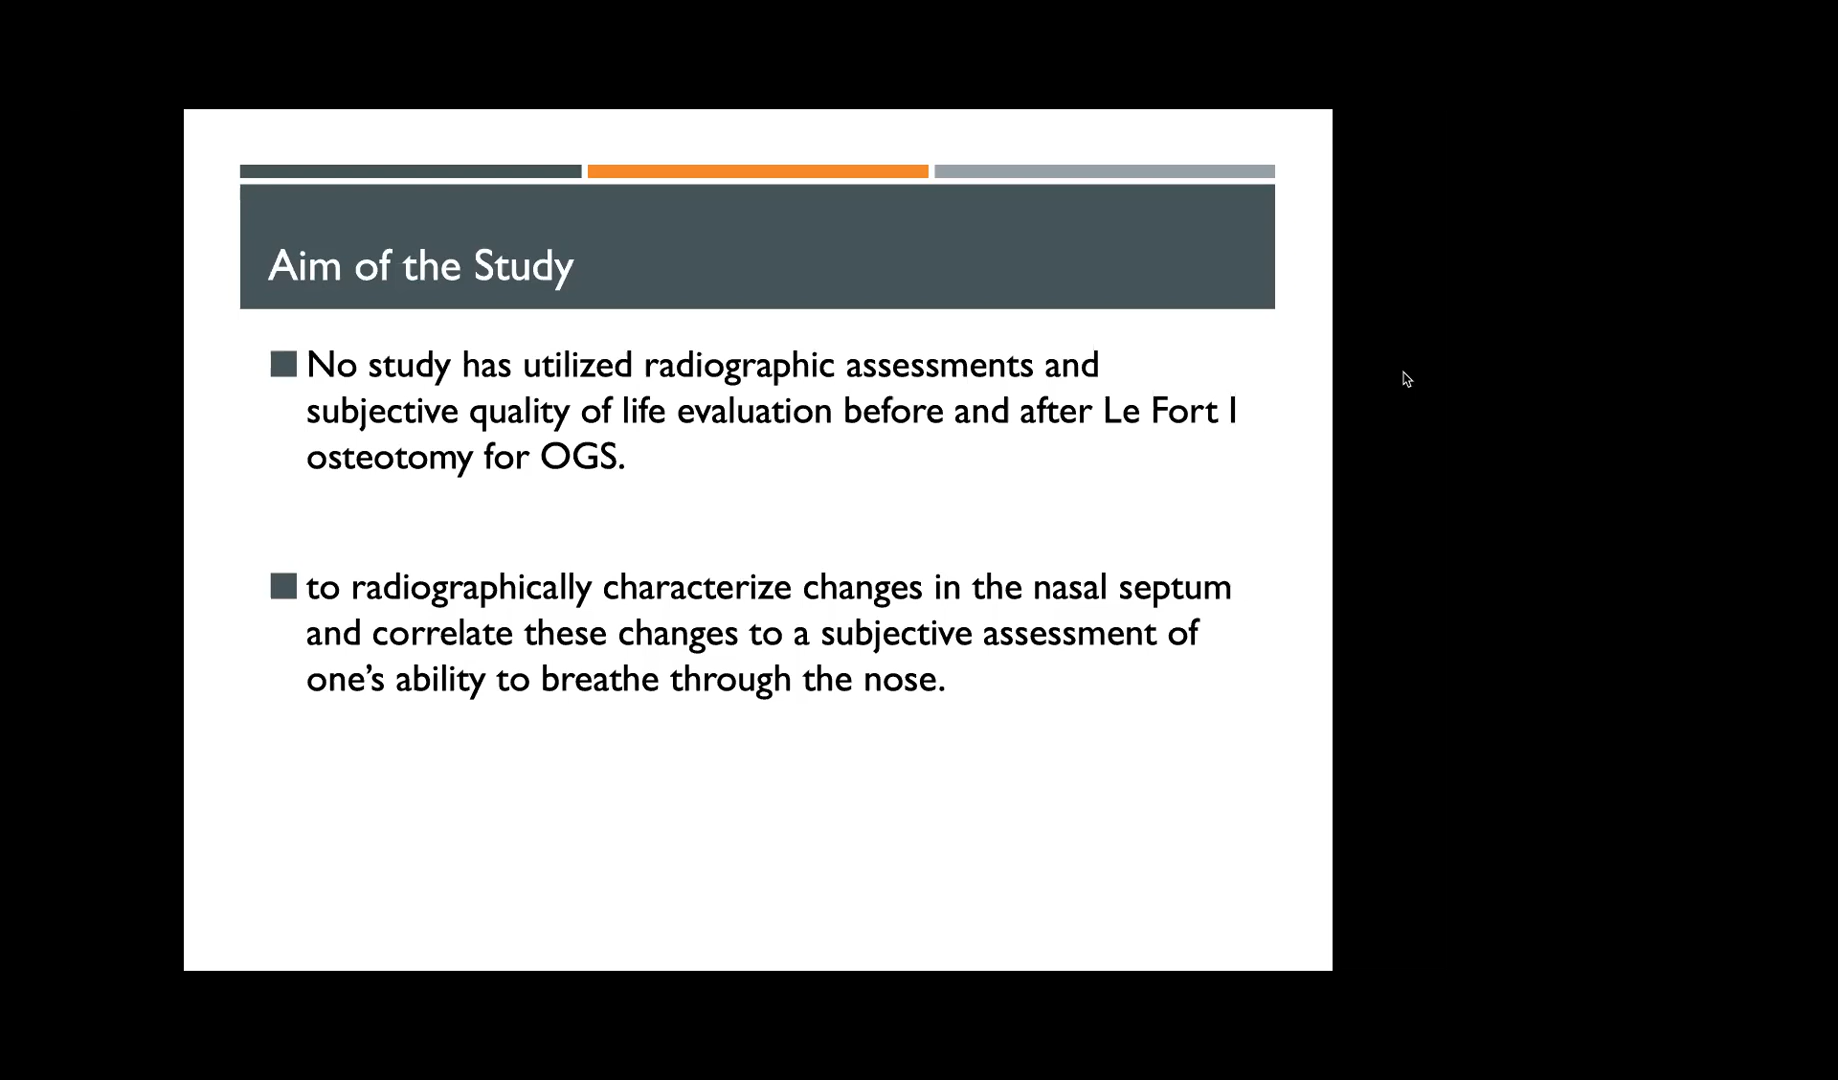 Aim of the Study
No study has utilized radiographic assessments and
subjective quality of life evaluation before and after Le Fort I
osteotomy for OGS.
to radiographically characterize changes in the nasal septum
and correlate these changes to a subjective assessment of
one’s ability to breathe through the nose.